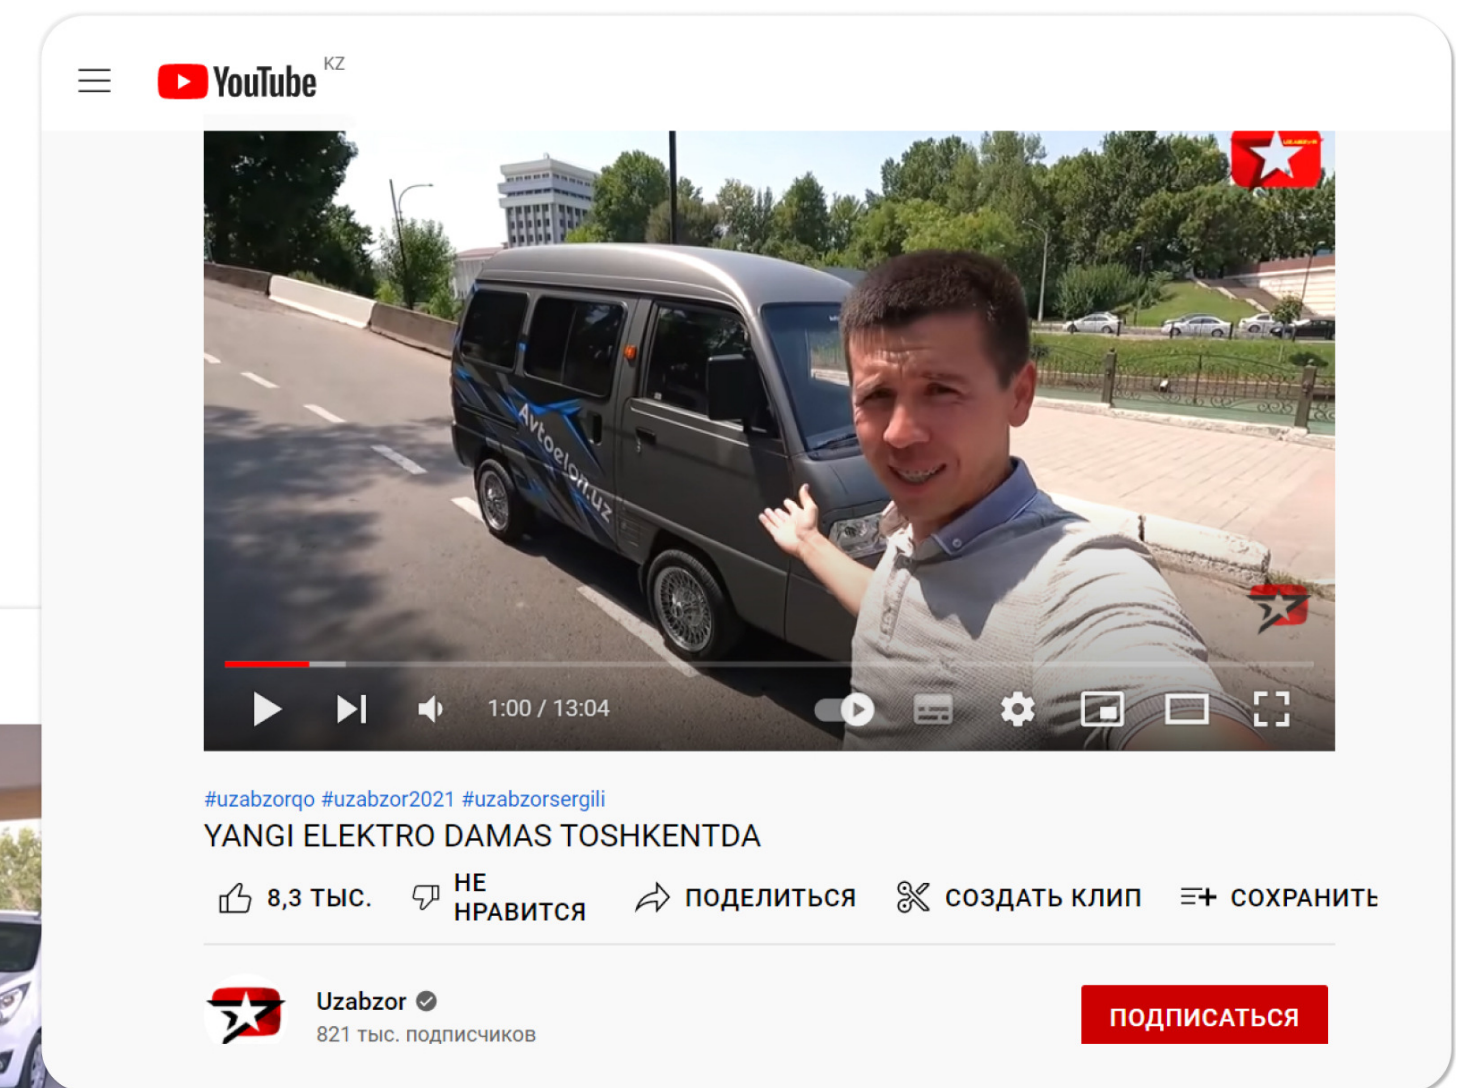 YouTube KZ
UZABZOR
Avtoelon.uz
1:00 / 13:04
#uzabzorqo #uzabzor2021 #uzabzorsergili
YANGI ELEKTRO DAMAS TOSHKENTDA
8,3 ТЫС.
НЕ
НРАВИТСЯ
ПОДЕЛИТЬСЯ
СОЗДАТЬ КЛИП
СОХРАНИТЬ
Uzabzor
821 тыс. подписчиков
ПОДПИСАТЬСЯ